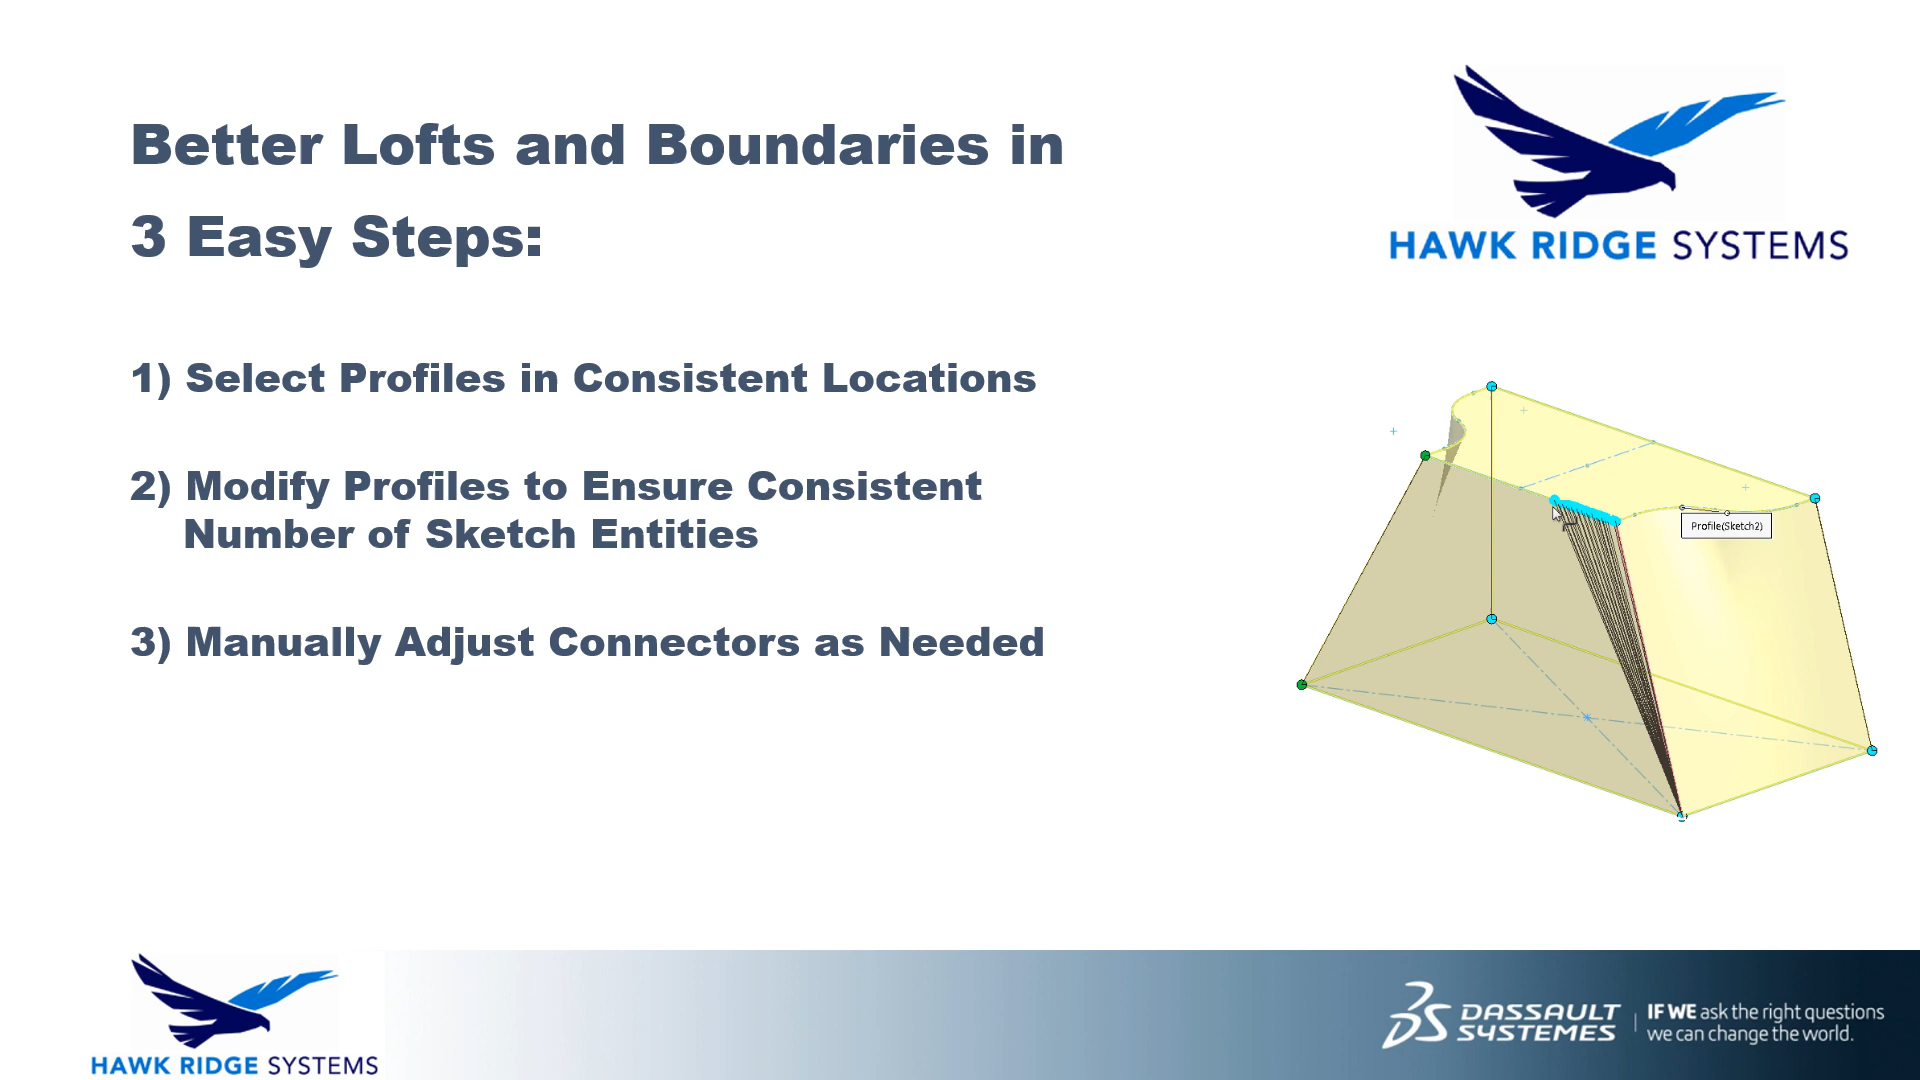 Better Lofts and Boundaries in
3 Easy Steps:
1) Select Profiles in Consistent Locations
2) Modify Profiles to Ensure Consistent
Number of Sketch Entities
3) Manually Adjust Connectors as Needed
HAWK RIDGE SYSTEMS
Profile(Sketch2)
HAWK RIDGE SYSTEMS
DASSAULT
SYSTEMES
IF WE ask the right questions
we can change the world.